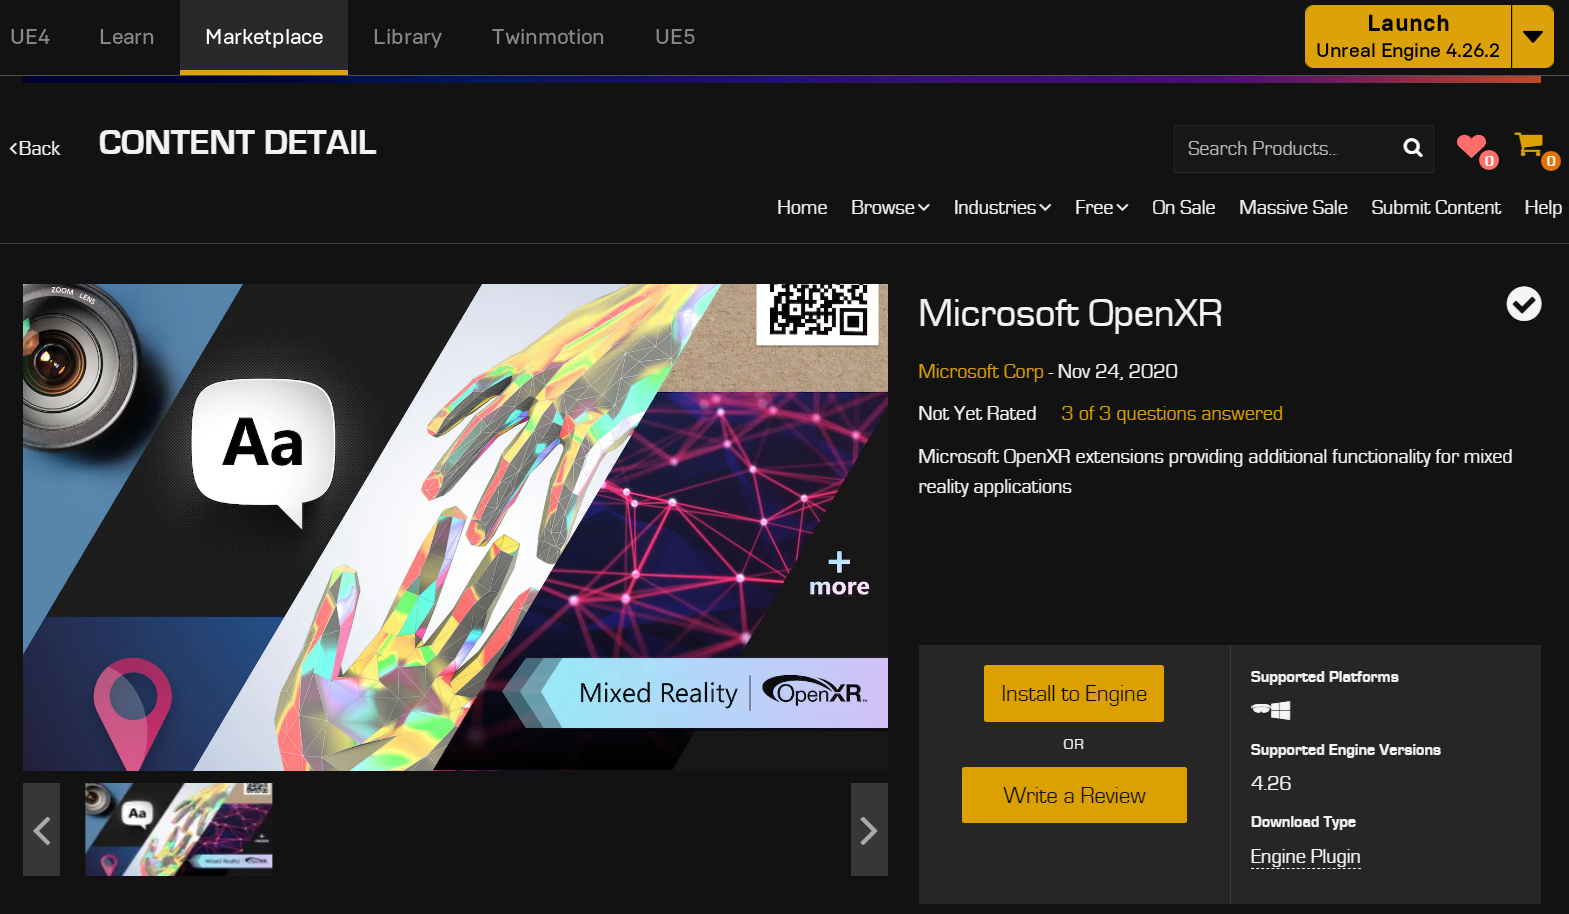 UE4 Learn Marketplace Library Twinmotion UE5
Launch
Unreal Engine 4.26.2
Back
CONTENT DETAIL
Search Products...
0
0
Home Browse Industries Free On Sale Massive Sale Submit Content Help
ZOOM LENS
Aa
+
more
Mixed Reality | OpenXR™
Microsoft OpenXR
Microsoft Corp - Nov 24, 2020
Not Yet Rated 3 of 3 questions answered
Microsoft OpenXR extensions providing additional functionality for mixed
reality applications
Install to Engine
OR
Write a Review
Supported Platforms
Supported Engine Versions
4.26
Download Type
Engine Plugin
Aa
Mixed Reality OpenXR